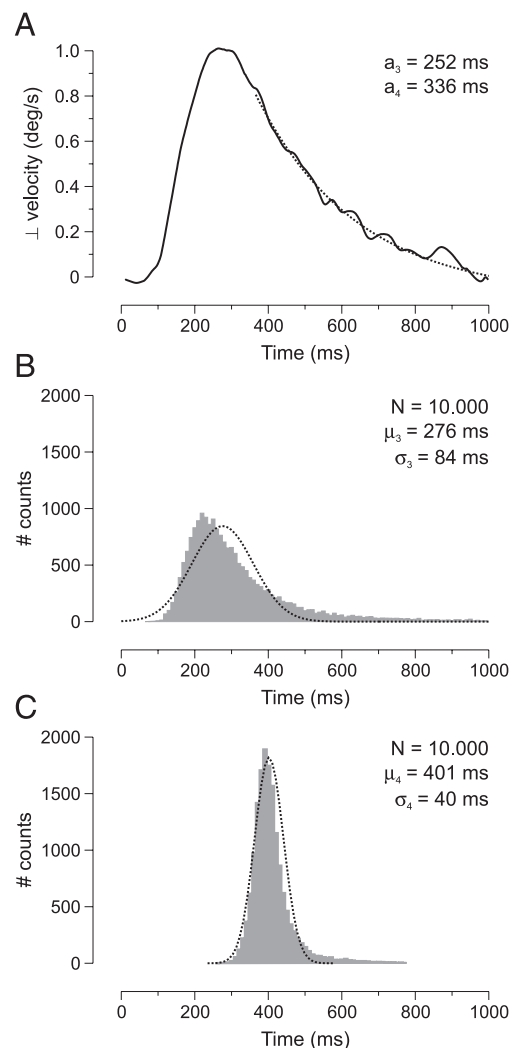 A
1.0
0.8
0.6
0.4
0.2
0
⊥ velocity (deg/s)
a₃ = 252 ms
a₄ = 336 ms
0 200 400 600 800 1000
Time (ms)
B
2000
1500
1000
500
0
# counts
N = 10.000
μ₃ = 276 ms
σ₃ = 84 ms
0 200 400 600 800 1000
Time (ms)
C
2000
1500
1000
500
0
# counts
N = 10.000
μ₄ = 401 ms
σ₄ = 40 ms
0 200 400 600 800 1000
Time (ms)